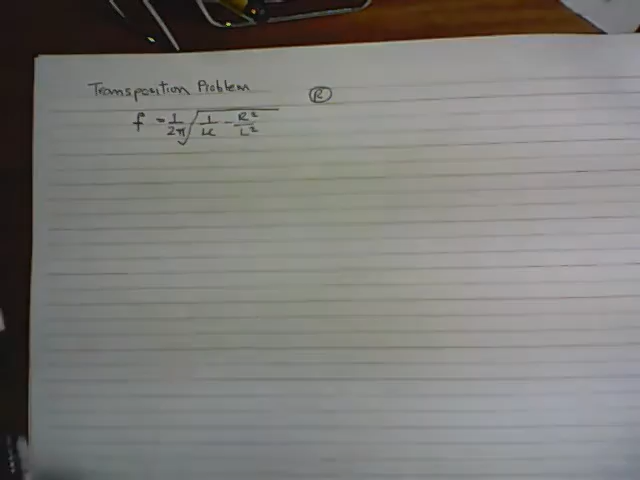 Transposition Problem Ⓡ
f = 1/2π √(1/LC - R²/L²)